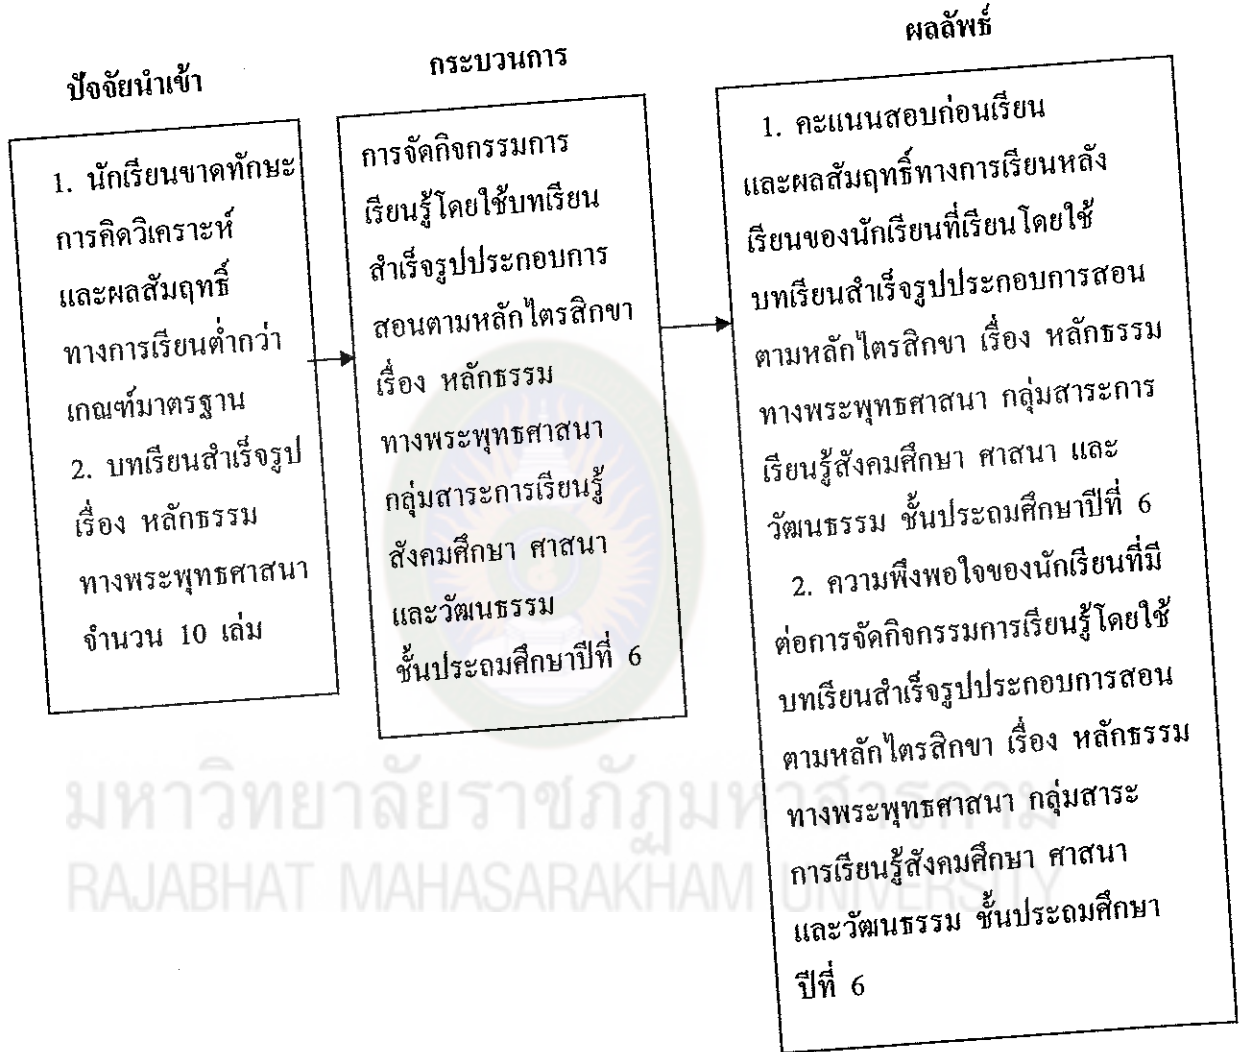 ปัจจัยนำเข้า
1. นักเรียนขาดทักษะ
การคิดวิเคราะห์
และผลสัมฤทธิ์
ทางการเรียนต่ำกว่า
เกณฑ์มาตรฐาน
2. บทเรียนสำเร็จรูป
เรื่อง หลักธรรม
ทางพระพุทธศาสนา
จำนวน 10 เล่ม
กระบวนการ
การจัดกิจกรรมการ
เรียนรู้โดยใช้บทเรียน
สำเร็จรูปประกอบการ
สอนตามหลักไตรสิกขา
เรื่อง หลักธรรม
ทางพระพุทธศาสนา
กลุ่มสาระการเรียนรู้
สังคมศึกษา ศาสนา
และวัฒนธรรม
ชั้นประถมศึกษาปีที่ 6
ผลลัพธ์
1. คะแนนสอบก่อนเรียน
และผลสัมฤทธิ์ทางการเรียนหลัง
เรียนของนักเรียนที่เรียนโดยใช้
บทเรียนสำเร็จรูปประกอบการสอน
ตามหลักไตรสิกขา เรื่อง หลักธรรม
ทางพระพุทธศาสนา กลุ่มสาระการ
เรียนรู้สังคมศึกษา ศาสนา และ
วัฒนธรรม ชั้นประถมศึกษาปีที่ 6
2. ความพึงพอใจของนักเรียนที่มี
ต่อการจัดกิจกรรมการเรียนรู้โดยใช้
บทเรียนสำเร็จรูปประกอบการสอน
ตามหลักไตรสิกขา เรื่อง หลักธรรม
ทางพระพุทธศาสนา กลุ่มสาระ
การเรียนรู้สังคมศึกษา ศาสนา
และวัฒนธรรม ชั้นประถมศึกษา
ปีที่ 6
มหาวิทยาลัยราชภัฏมหาสารคาม
RAJABHAT MAHASARAKHAM UNIVERSITY